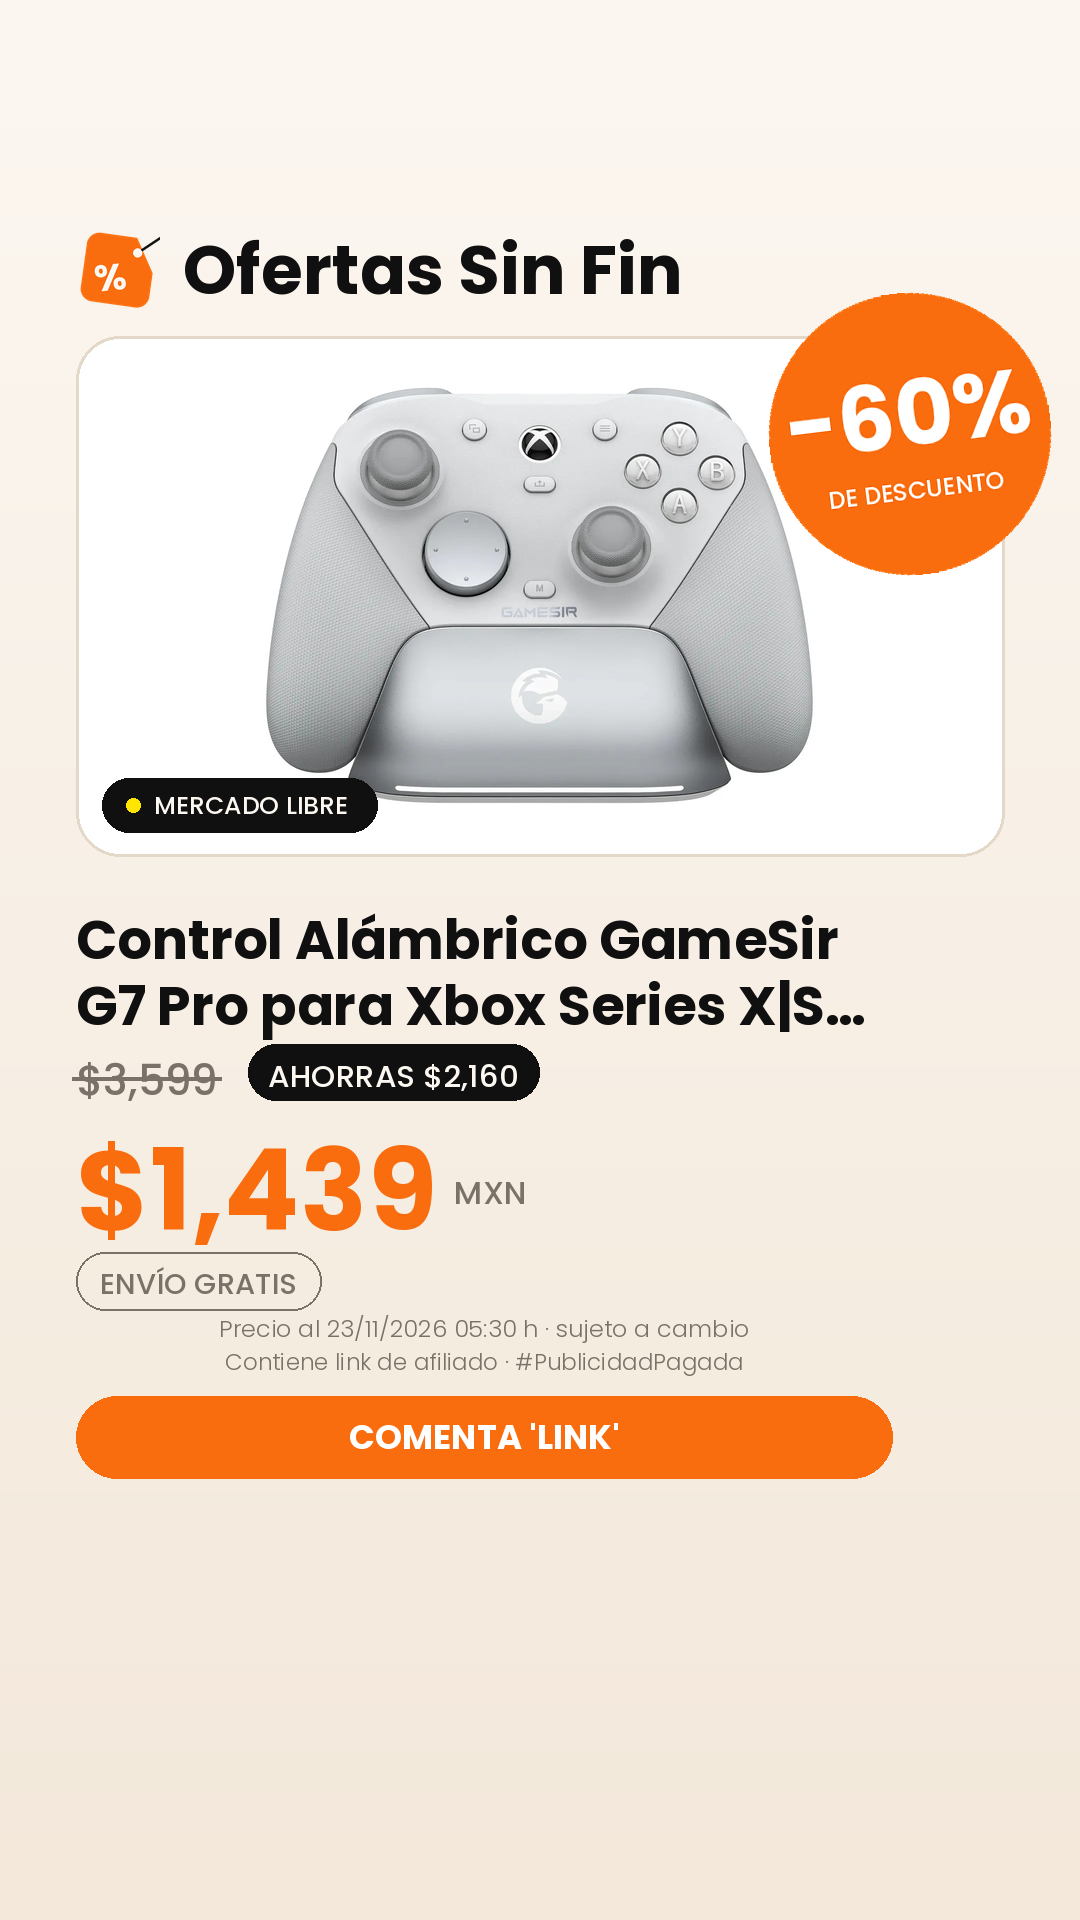 %
Ofertas Sin Fin
-60%
DE DESCUENTO
Y
X
B
A
M
GAMESIR
MERCADO LIBRE
Control Alámbrico GameSir
G7 Pro para Xbox Series X|S...
$3,599
AHORRAS $2,160
$1,439 MXN
ENVÍO GRATIS
Precio al 23/11/2026 05:30 h · sujeto a cambio
Contiene link de afiliado · #PublicidadPagada
COMENTA 'LINK'